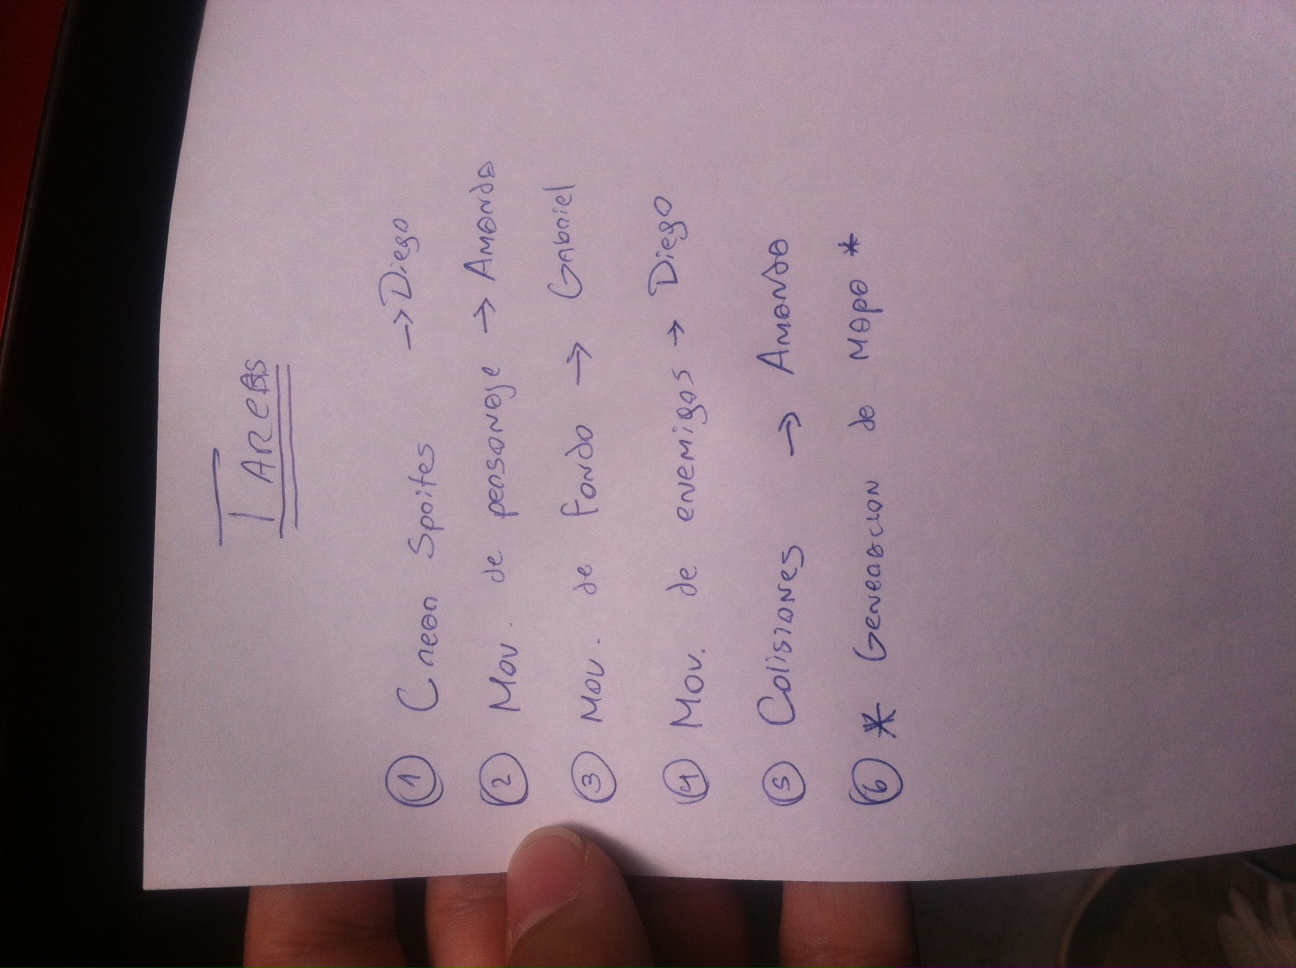 TAREAS
1 Crear Sprites → Diego
2 Mov. de personaje → Amanda
3 Mov. de Fondo → Gabriel
4 Mov. de enemigos → Diego
5 Colisiones → Amanda
6 * Generacion de mapa *